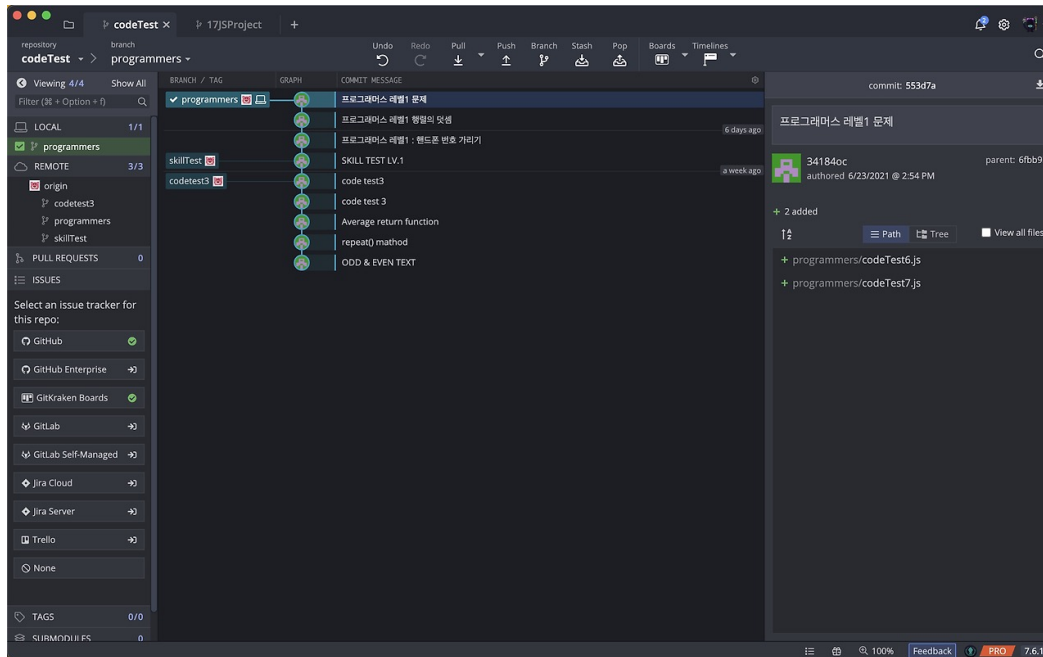 codeTest
17JSProject
repository
codeTest
branch
programmers
Undo
Redo
Pull
Push
Branch
Stash
Pop
Boards
Timelines
2
Viewing 4/4 Show All
Filter (⌘ + Option + f)
LOCAL 1/1
programmers
REMOTE 3/3
origin
codetest3
programmers
skillTest
PULL REQUESTS 0
ISSUES
Select an issue tracker for
this repo:
GitHub
GitHub Enterprise
GitKraken Boards
GitLab
GitLab Self-Managed
Jira Cloud
Jira Server
Trello
None
TAGS 0/0
SUBMODULES 0
BRANCH / TAG GRAPH COMMIT MESSAGE
programmers 프로그래머스 레벨1 문제
프로그래머스 레벨1 행렬의 덧셈
6 days ago
프로그래머스 레벨1 : 핸드폰 번호 가리기
skillTest SKILL TEST LV.1
a week ago
codetest3 code test3
code test 3
Average return function
repeat() mathod
ODD & EVEN TEXT
commit: 553d7a
프로그래머스 레벨1 문제
34184oc
authored 6/23/2021 @ 2:54 PM
parent: 6fbb9
+ 2 added
A
Z
Path
Tree
View all files
+ programmers/codeTest6.js
+ programmers/codeTest7.js
100%
Feedback
PRO
7.6.1